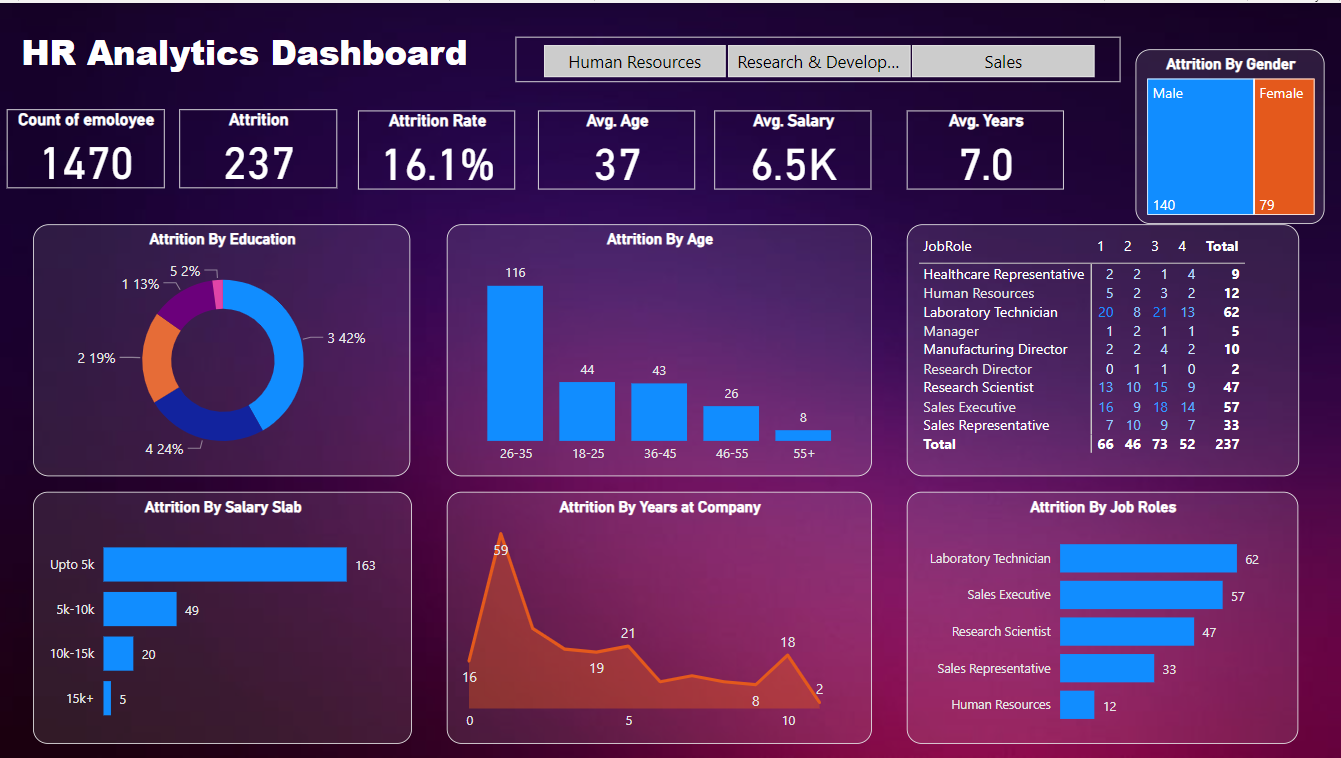 HR Analytics Dashboard
Human Resources
Research & Develop...
Sales
Attrition By Gender
Male
Female
140
79
Count of emoloyee
1470
Attrition
237
Attrition Rate
16.1%
Avg. Age
37
Avg. Salary
6.5K
Avg. Years
7.0
Attrition By Education
5 2%
1 13%
3 42%
2 19%
4 24%
Attrition By Age
116
44
43
26
8
26-35
18-25
36-45
46-55
55+
JobRole 1 2 3 4 Total
Healthcare Representative 2 2 1 4 9
Human Resources 5 2 3 2 12
Laboratory Technician 20 8 21 13 62
Manager 1 2 1 1 5
Manufacturing Director 2 2 4 2 10
Research Director 0 1 1 0 2
Research Scientist 13 10 15 9 47
Sales Executive 16 9 18 14 57
Sales Representative 7 10 9 7 33
Total 66 46 73 52 237
Attrition By Salary Slab
Upto 5k 163
5k-10k 49
10k-15k 20
15k+ 5
Attrition By Years at Company
59
16
19
21
8
18
2
0
5
10
Attrition By Job Roles
Laboratory Technician 62
Sales Executive 57
Research Scientist 47
Sales Representative 33
Human Resources 12